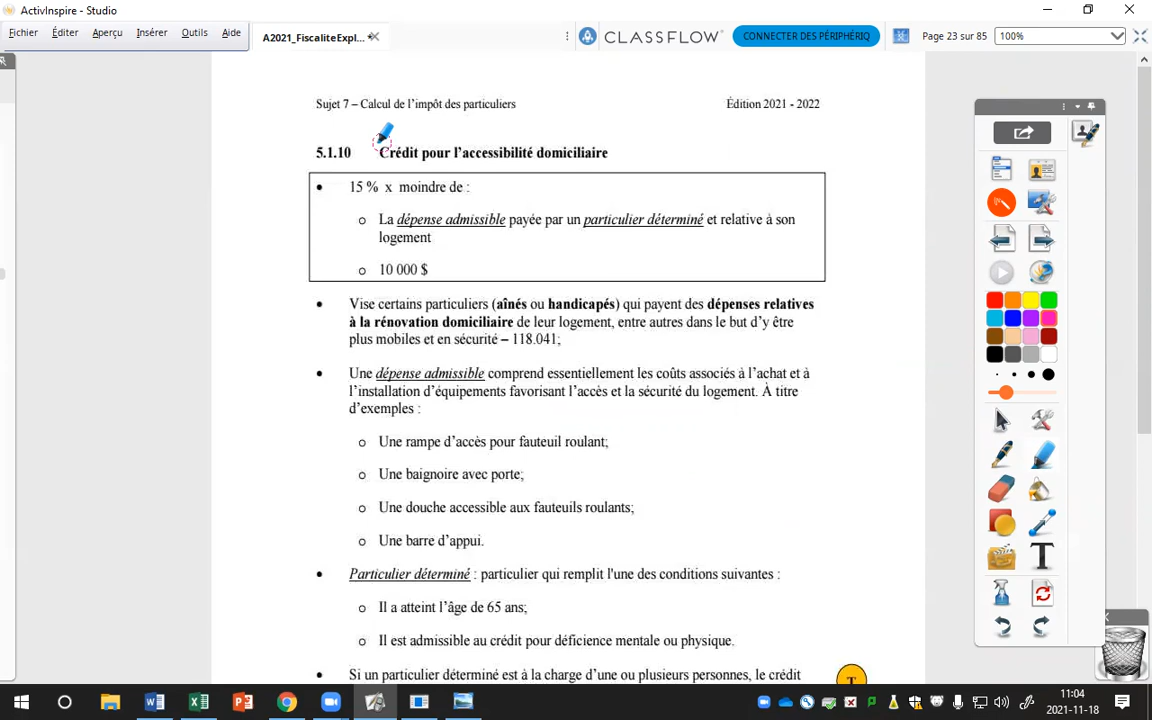 ActivInspire - Studio
Fichier Éditer Aperçu Insérer Outils Aide
A2021_FiscaliteExpl...
CLASSFLOW
CONNECTER DES PÉRIPHÉRIQ
Page 23 sur 85
100%
Sujet 7 – Calcul de l’impôt des particuliers
Édition 2021 - 2022
5.1.10 Crédit pour l’accessibilité domiciliaire
• 15 % x moindre de :
o La dépense admissible payée par un particulier déterminé et relative à son
logement
o 10 000 $
• Vise certains particuliers (aînés ou handicapés) qui payent des dépenses relatives
à la rénovation domiciliaire de leur logement, entre autres dans le but d’y être
plus mobiles et en sécurité – 118.041;
• Une dépense admissible comprend essentiellement les coûts associés à l’achat et à
l’installation d’équipements favorisant l’accès et la sécurité du logement. À titre
d’exemples :
o Une rampe d’accès pour fauteuil roulant;
o Une baignoire avec porte;
o Une douche accessible aux fauteuils roulants;
o Une barre d’appui.
• Particulier déterminé : particulier qui remplit l'une des conditions suivantes :
o Il a atteint l’âge de 65 ans;
o Il est admissible au crédit pour déficience mentale ou physique.
• Si un particulier déterminé est à la charge d’une ou plusieurs personnes, le crédit
T
11:04
2021-11-18